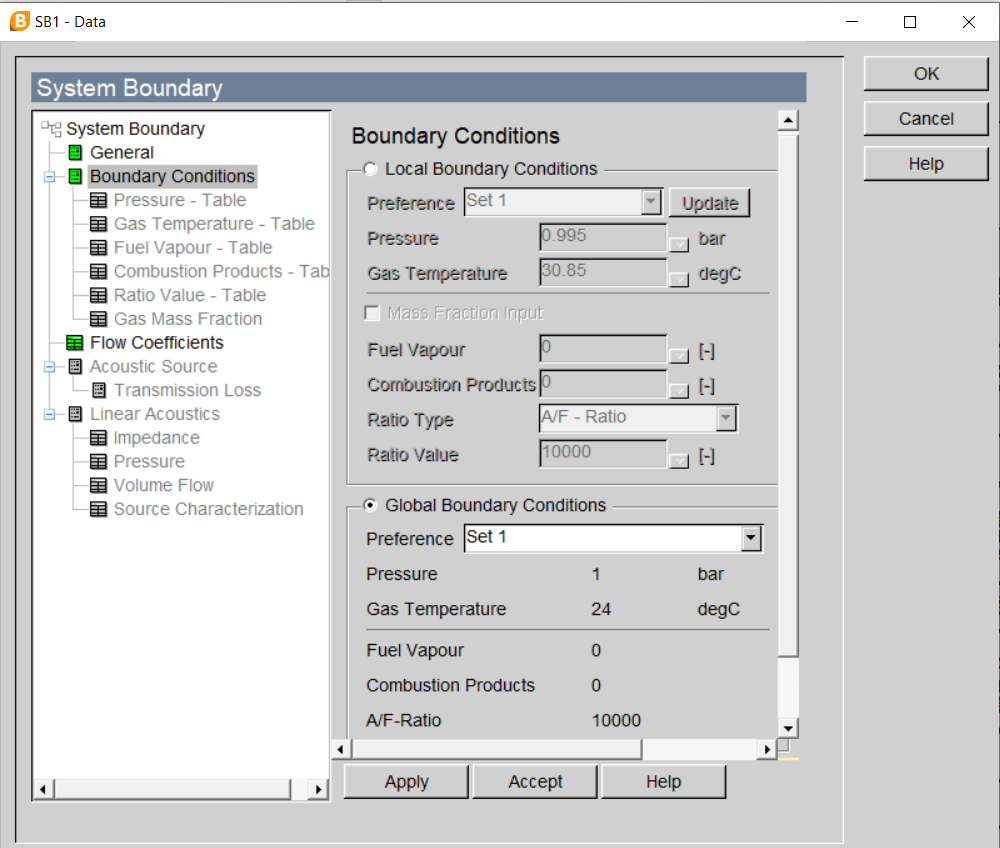 SB1 - Data
System Boundary
OK
Cancel
Help
System Boundary
General
Boundary Conditions
Pressure - Table
Gas Temperature - Table
Fuel Vapour - Table
Combustion Products - Tab
Ratio Value - Table
Gas Mass Fraction
Flow Coefficients
Acoustic Source
Transmission Loss
Linear Acoustics
Impedance
Pressure
Volume Flow
Source Characterization
Boundary Conditions
Local Boundary Conditions
Preference Set 1 Update
Pressure 0.995 bar
Gas Temperature 30.85 degC
Mass Fraction Input
Fuel Vapour 0 [-]
Combustion Products 0 [-]
Ratio Type A/F - Ratio
Ratio Value 10000 [-]
Global Boundary Conditions
Preference Set 1
Pressure 1 bar
Gas Temperature 24 degC
Fuel Vapour 0
Combustion Products 0
A/F-Ratio 10000
Apply Accept Help